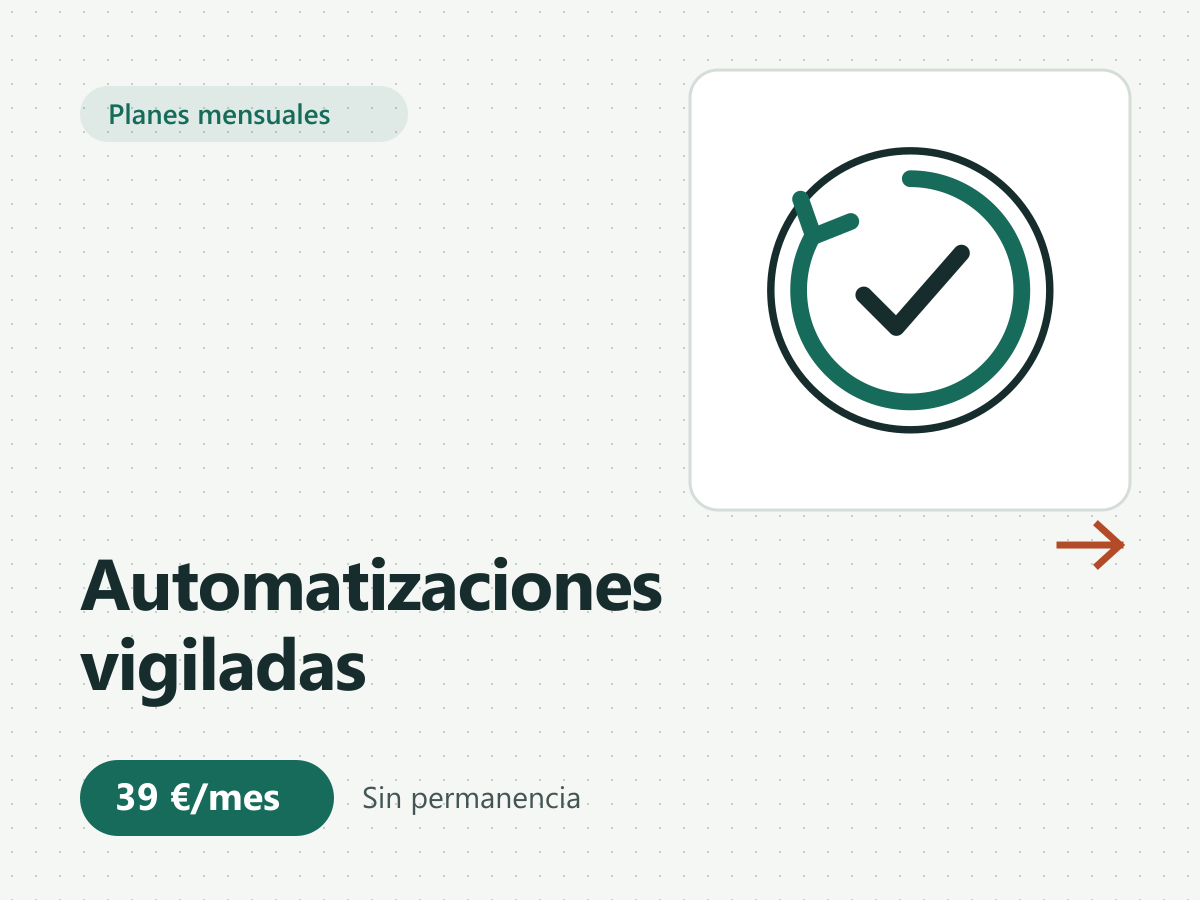 Planes mensuales
Automatizaciones
vigiladas
39 €/mes
Sin permanencia